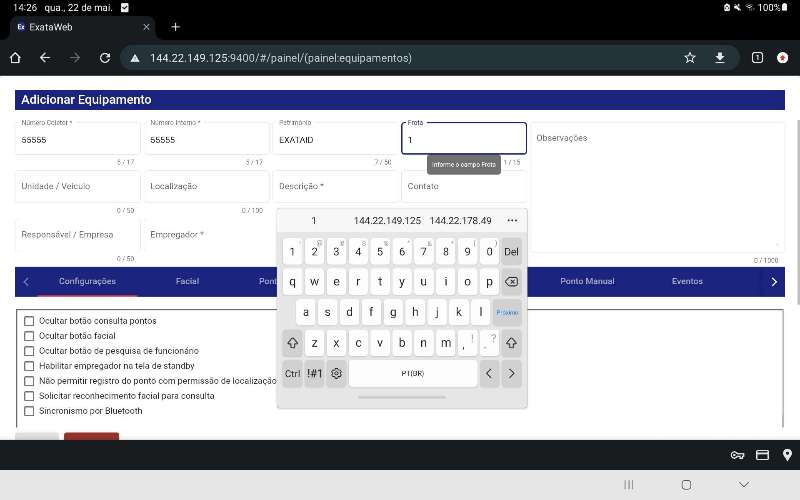 14:26 qua., 22 de mai. 100%
Ex ExataWeb
144.22.149.125:9400/#/painel/(painel:equipamentos) 1
Adicionar Equipamento
Número Coletor * Número Interno * Patrimônio Frota
55555 55555 EXATAID 1 Observações
5 / 17 5 / 17 7 / 50 1 / 15
Informe o campo Frota
Unidade / Veículo Localização Descrição * Contato
0 / 50 0 / 100
Responsável / Empresa Empregador *
0 / 50 0 / 1000
1 144.22.149.125 144.22.178.49 ...
1 2 3 4 5 6 7 8 9 0 Del
Configurações Facial Pont Ponto Manual Eventos
q w e r t y u i o p
a s d f g h j k l Próximo
z x c v b n m , ! . ?
Ctrl !#1 PT(BR) < >
Ocultar botão consulta pontos
Ocultar botão facial
Ocultar botão de pesquisa de funcionário
Habilitar empregador na tela de standby
Não permitir registro do ponto com permissão de localização
Solicitar reconhecimento facial para consulta
Sincronismo por Bluetooth